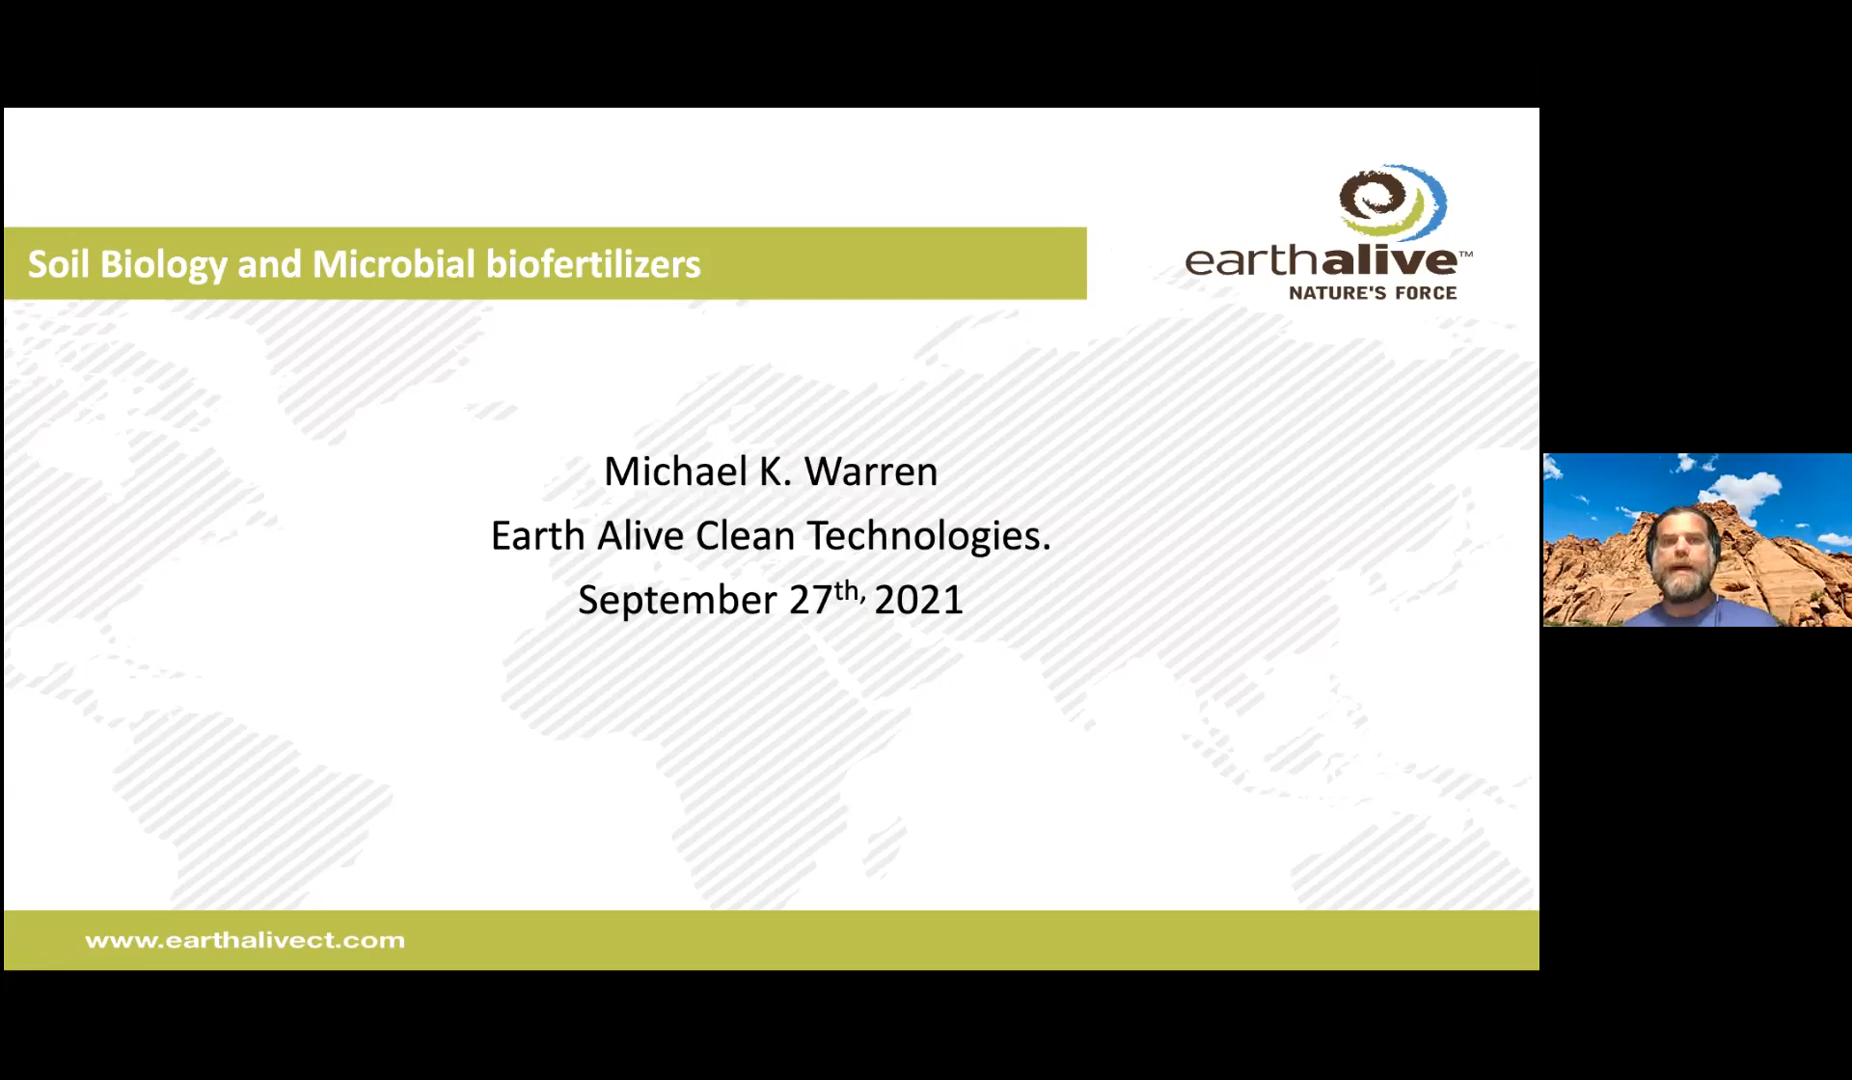 Soil Biology and Microbial biofertilizers
earthalive™
NATURE'S FORCE
Michael K. Warren
Earth Alive Clean Technologies.
September 27th, 2021
www.earthalivect.com